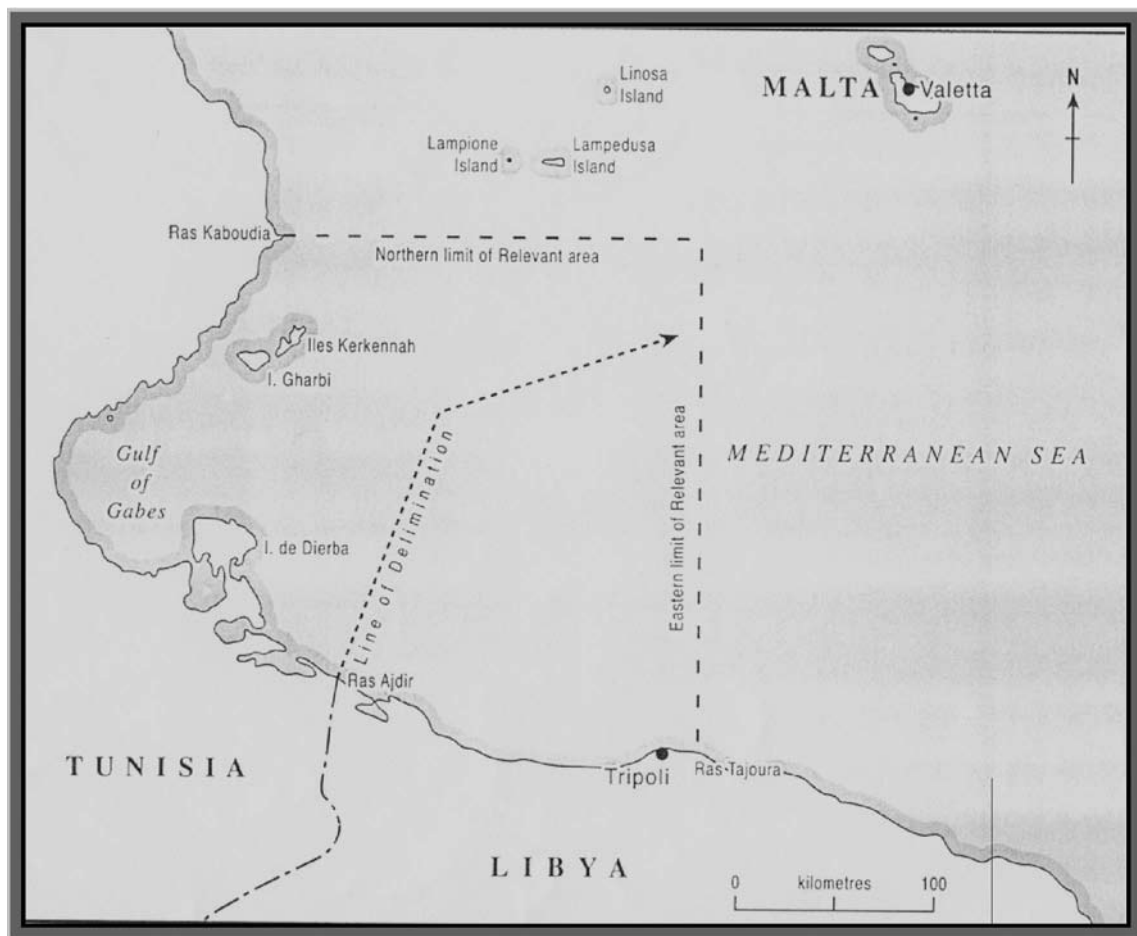 Linosa
Island
MALTA
Valetta
N
Lampione
Island
Lampedusa
Island
Ras Kaboudia
Northern limit of Relevant area
Iles Kerkennah
I. Gharbi
Line of Delimination
Eastern limit of Relevant area
MEDITERRANEAN SEA
Gulf
of
Gabes
I. de Dierba
Ras Ajdir
TUNISIA
Tripoli
Ras-Tajoura
LIBYA
0 kilometres 100